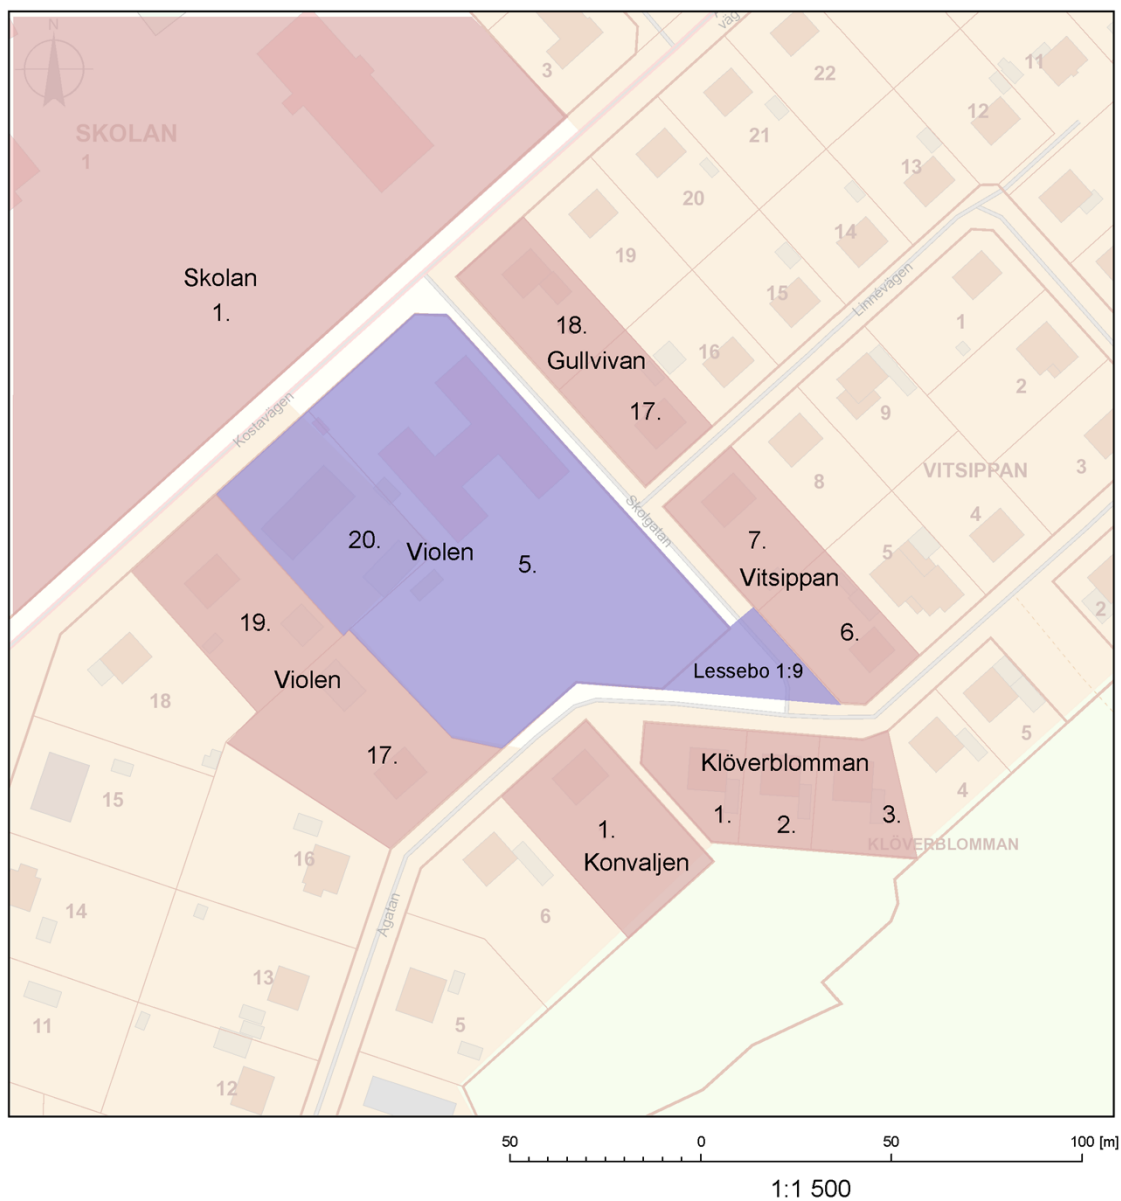 N
väg
3
22
11
SKOLAN
1
21
12
13
20
14
19
Skolan
1.
15
Linnévägen
18.
Gullvivan
16
1
2
17.
9
Kostavägen
VITSIPPAN
3
8
Skolgatan
4
20.
Violen
5.
7.
Vitsippan
5
2
19.
6.
Violen
Lessebo 1:9
18
17.
Klöverblomman
5
4
15
1.
2.
3.
KLÖVERBLOMMAN
1.
Konvaljen
16
14
6
Ågatan
13
11
5
12
50
0
50
100 [m]
1:1 500